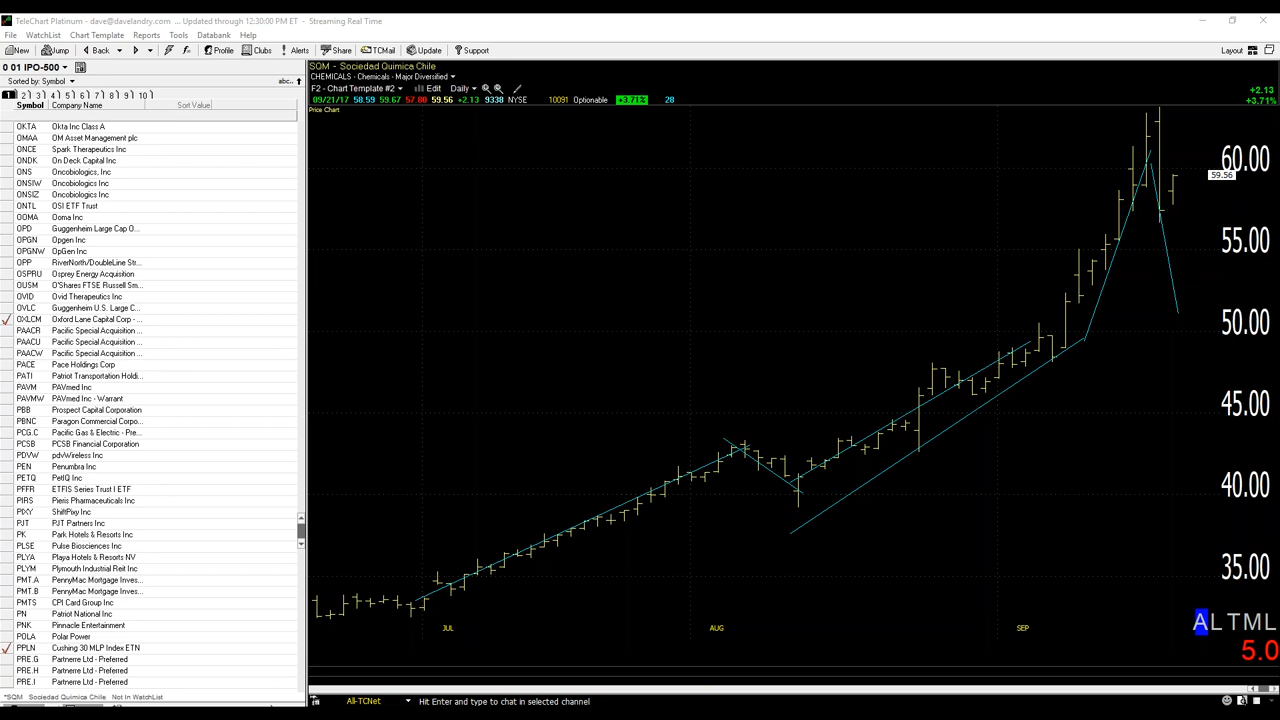 TeleChart Platinum - dave@davelandry.com ... Updated through 12:30:00 PM ET - Streaming Real Time
File WatchList Chart Template Reports Tools Databank Help
New Jump Back Profile Clubs Alerts Share TCMail Update Support Layout
0 01 IPO-500
Sorted by: Symbol abc..
1 2 3 4 5 6 7 8 9 10
Symbol Company Name Sort Value
OKTA Okta Inc Class A
OMAA OM Asset Management plc
ONCE Spark Therapeutics Inc
ONDK On Deck Capital Inc
ONS Oncobiologics, Inc
ONSIW Oncobiologics Inc
ONSIZ Oncobiologics Inc
ONTL OSI ETF Trust
OOMA Ooma Inc
OPD Guggenheim Large Cap O...
OPGN Opgen Inc
OPGNW OpGen Inc
OPP RiverNorth/DoubleLine Str...
OSPRU Osprey Energy Acquisition
OUSM O'Shares FTSE Russell Sm...
OVID Ovid Therapeutics Inc
OVLC Guggenheim U.S. Large C...
OXLCM Oxford Lane Capital Corp - ...
PAACR Pacific Special Acquisition ...
PAACU Pacific Special Acquisition ...
PAACW Pacific Special Acquisition ...
PACE Pace Holdings Corp
PATI Patriot Transportation Holdi...
PAVM PAVmed Inc
PAVMW PAVmed Inc - Warrant
PBB Prospect Capital Corporation
PBNC Paragon Commercial Corpo...
PCG.C Pacific Gas & Electric - Pre...
PCSB PCSB Financial Corporation
PDVW pdvWireless Inc
PEN Penumbra Inc
PETQ PetIQ Inc
PFFR ETFIS Series Trust I ETF
PIRS Pieris Pharmaceuticals Inc
PIXY ShiftPixy Inc
PJT PJT Partners Inc
PK Park Hotels & Resorts Inc
PLSE Pulse Biosciences Inc
PLYA Playa Hotels & Resorts NV
PLYM Plymouth Industrial Reit Inc
PMT.A PennyMac Mortgage Inves...
PMT.B PennyMac Mortgage Inves...
PMTS CPI Card Group Inc
PN Patriot National Inc
PNK Pinnacle Entertainment
POLA Polar Power
PPLN Cushing 30 MLP Index ETN
PRE.G Partnerre Ltd - Preferred
PRE.H Partnerre Ltd - Preferred
PRE.I Partnerre Ltd - Preferred
*SQM Sociedad Quimica Chile Not In WatchList
SQM - Sociedad Quimica Chile
CHEMICALS - Chemicals - Major Diversified
F2 - Chart Template #2 Edit Daily
09/21/17 58.59 59.67 57.80 59.56 +2.13 9338 NYSE 10091 Optionable +3.71% 28
+2.13
+3.71%
Price Chart
60.00
59.56
55.00
50.00
45.00
40.00
35.00
ALTML
5.0
JUL AUG SEP
All-TCNet Hit Enter and type to chat in selected channel